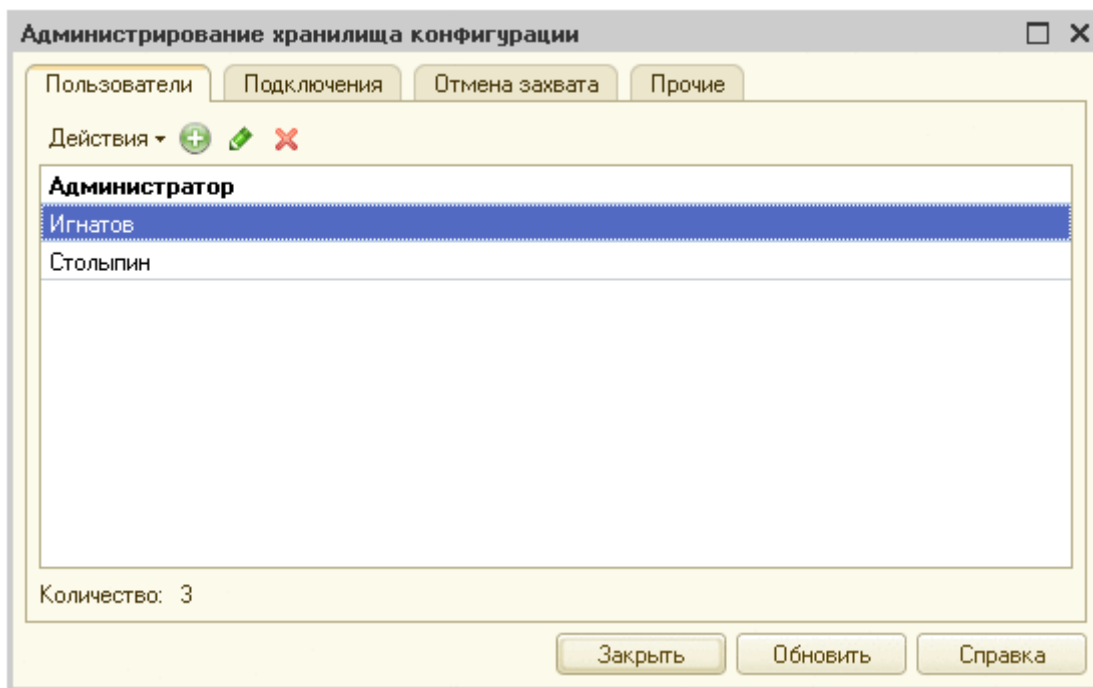 Администрирование хранилища конфигурации
Пользователи Подключения Отмена захвата Прочие
Действия
Администратор
Игнатов
Столыпин
Количество: 3
Закрыть Обновить Справка